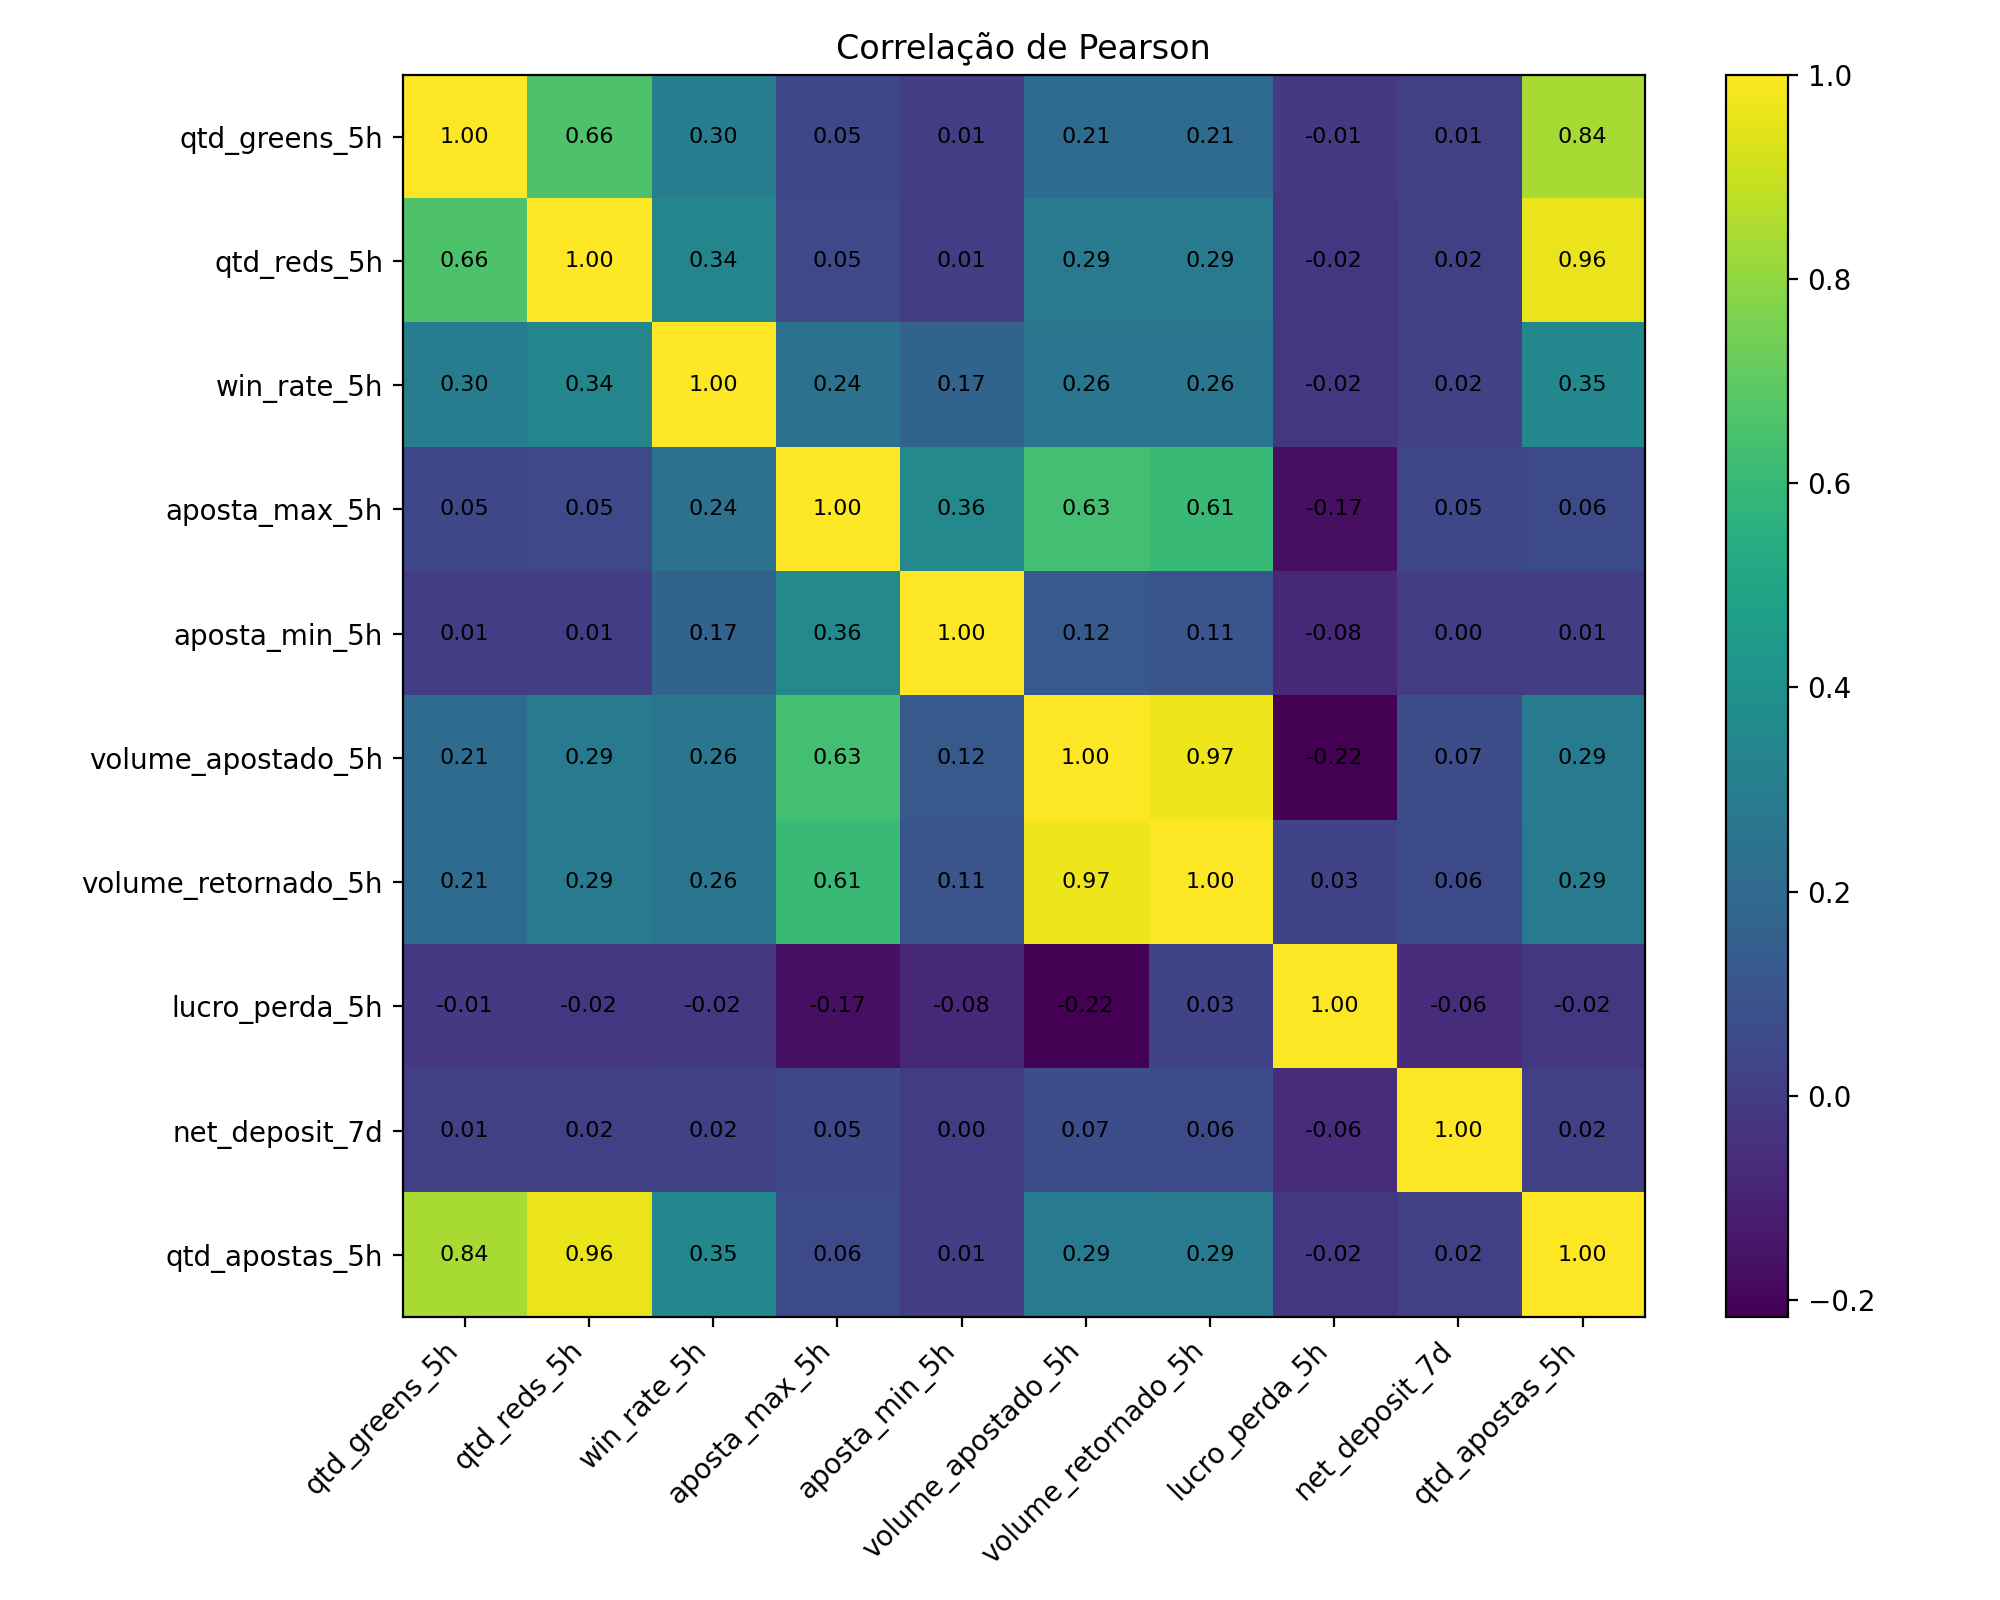 Correlação de Pearson
qtd_greens_5h 1.00 0.66 0.30 0.05 0.01 0.21 0.21 -0.01 0.01 0.84
qtd_reds_5h 0.66 1.00 0.34 0.05 0.01 0.29 0.29 -0.02 0.02 0.96
win_rate_5h 0.30 0.34 1.00 0.24 0.17 0.26 0.26 -0.02 0.02 0.35
aposta_max_5h 0.05 0.05 0.24 1.00 0.36 0.63 0.61 -0.17 0.05 0.06
aposta_min_5h 0.01 0.01 0.17 0.36 1.00 0.12 0.11 -0.08 0.00 0.01
volume_apostado_5h 0.21 0.29 0.26 0.63 0.12 1.00 0.97 -0.22 0.07 0.29
volume_retornado_5h 0.21 0.29 0.26 0.61 0.11 0.97 1.00 0.03 0.06 0.29
lucro_perda_5h -0.01 -0.02 -0.02 -0.17 -0.08 -0.22 0.03 1.00 -0.06 -0.02
net_deposit_7d 0.01 0.02 0.02 0.05 0.00 0.07 0.06 -0.06 1.00 0.02
qtd_apostas_5h 0.84 0.96 0.35 0.06 0.01 0.29 0.29 -0.02 0.02 1.00
qtd_greens_5h
qtd_reds_5h
win_rate_5h
aposta_max_5h
aposta_min_5h
volume_apostado_5h
volume_retornado_5h
lucro_perda_5h
net_deposit_7d
qtd_apostas_5h
1.0
0.8
0.6
0.4
0.2
0.0
−0.2